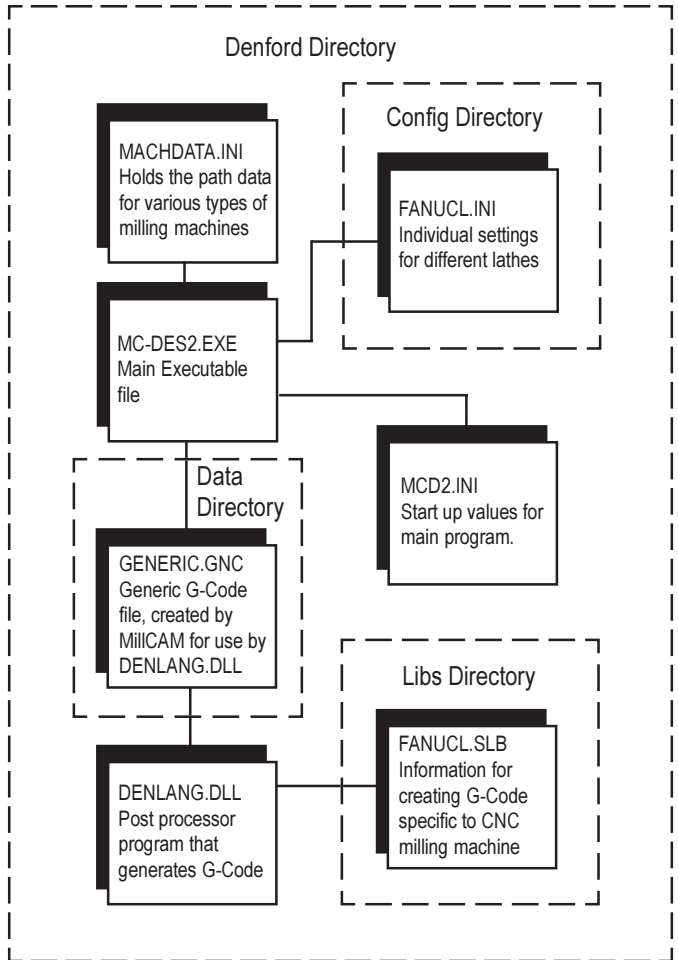 Denford Directory
MACHDATA.INI
Holds the path data
for various types of
milling machines
Config Directory
FANUCL.INI
Individual settings
for different lathes
MC-DES2.EXE
Main Executable
file
MCD2.INI
Start up values for
main program.
Data
Directory
GENERIC.GNC
Generic G-Code
file, created by
MillCAM for use by
DENLANG.DLL
Libs Directory
DENLANG.DLL
Post processor
program that
generates G-Code
FANUCL.SLB
Information for
creating G-Code
specific to CNC
milling machine